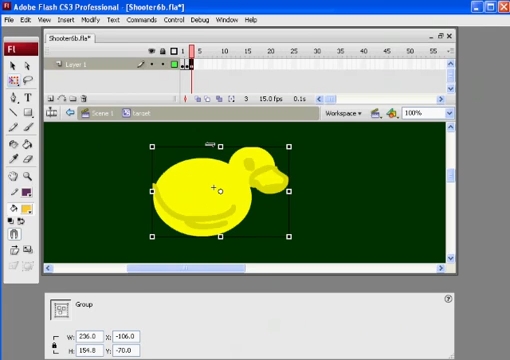 Adobe Flash CS3 Professional - [Shooter6b.fla*]
File Edit View Insert Modify Text Commands Control Debug Window Help
Fl
Shooter6b.fla*
1 5 10 15 20 25 30 35 40 45 50 55
Layer 1
3 15.0 fps 0.1s
Scene 1 target Workspace 100%
T
Group
W: 236.0 X: -106.0
H: 154.8 Y: -70.0